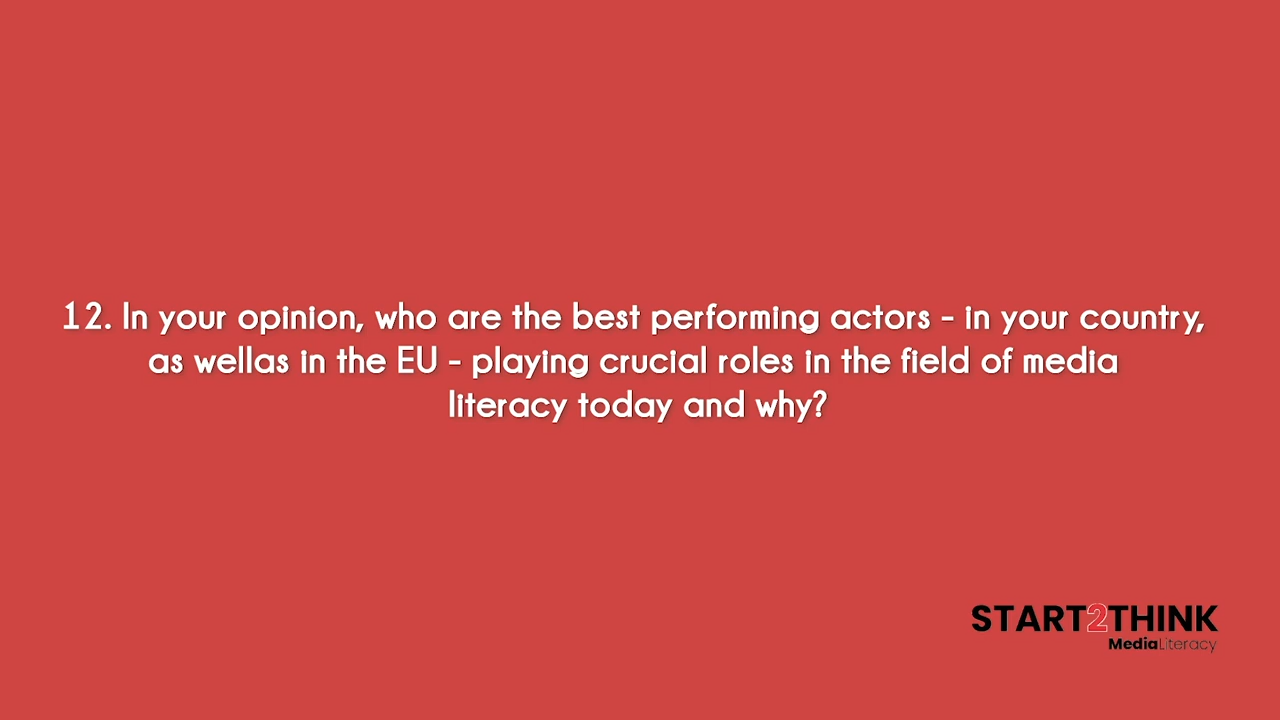 12. In your opinion, who are the best performing actors - in your country,
as wellas in the EU - playing crucial roles in the field of media
literacy today and why?
START2THINK
MediaLiteracy